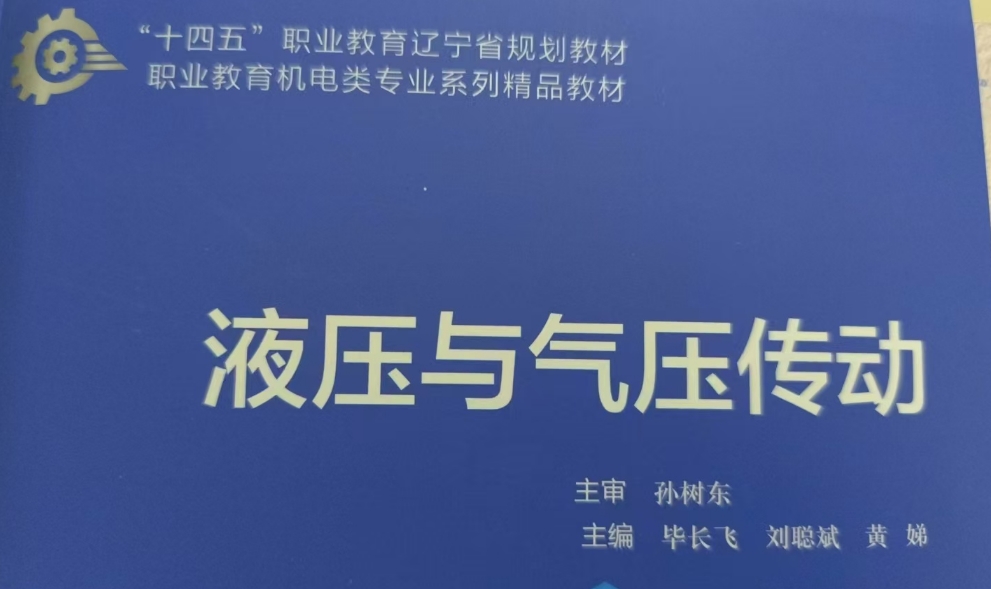 “十四五”职业教育辽宁省规划教材
职业教育机电类专业系列精品教材
液压与气压传动
主审 孙树东
主编 毕长飞 刘聪斌 黄 娣